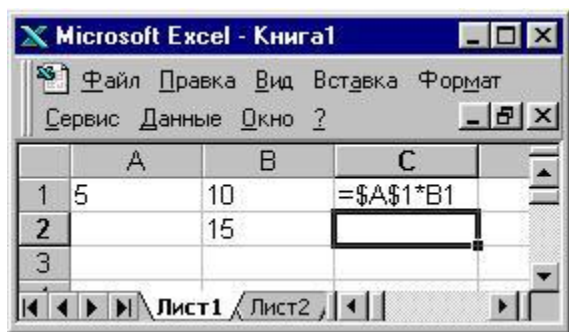 Microsoft Excel - Книга1
Файл Правка Вид Вставка Формат
Сервис Данные Окно ?
A B C
1 5 10 =$A$1*B1
2 15
3
Лист1 Лист2